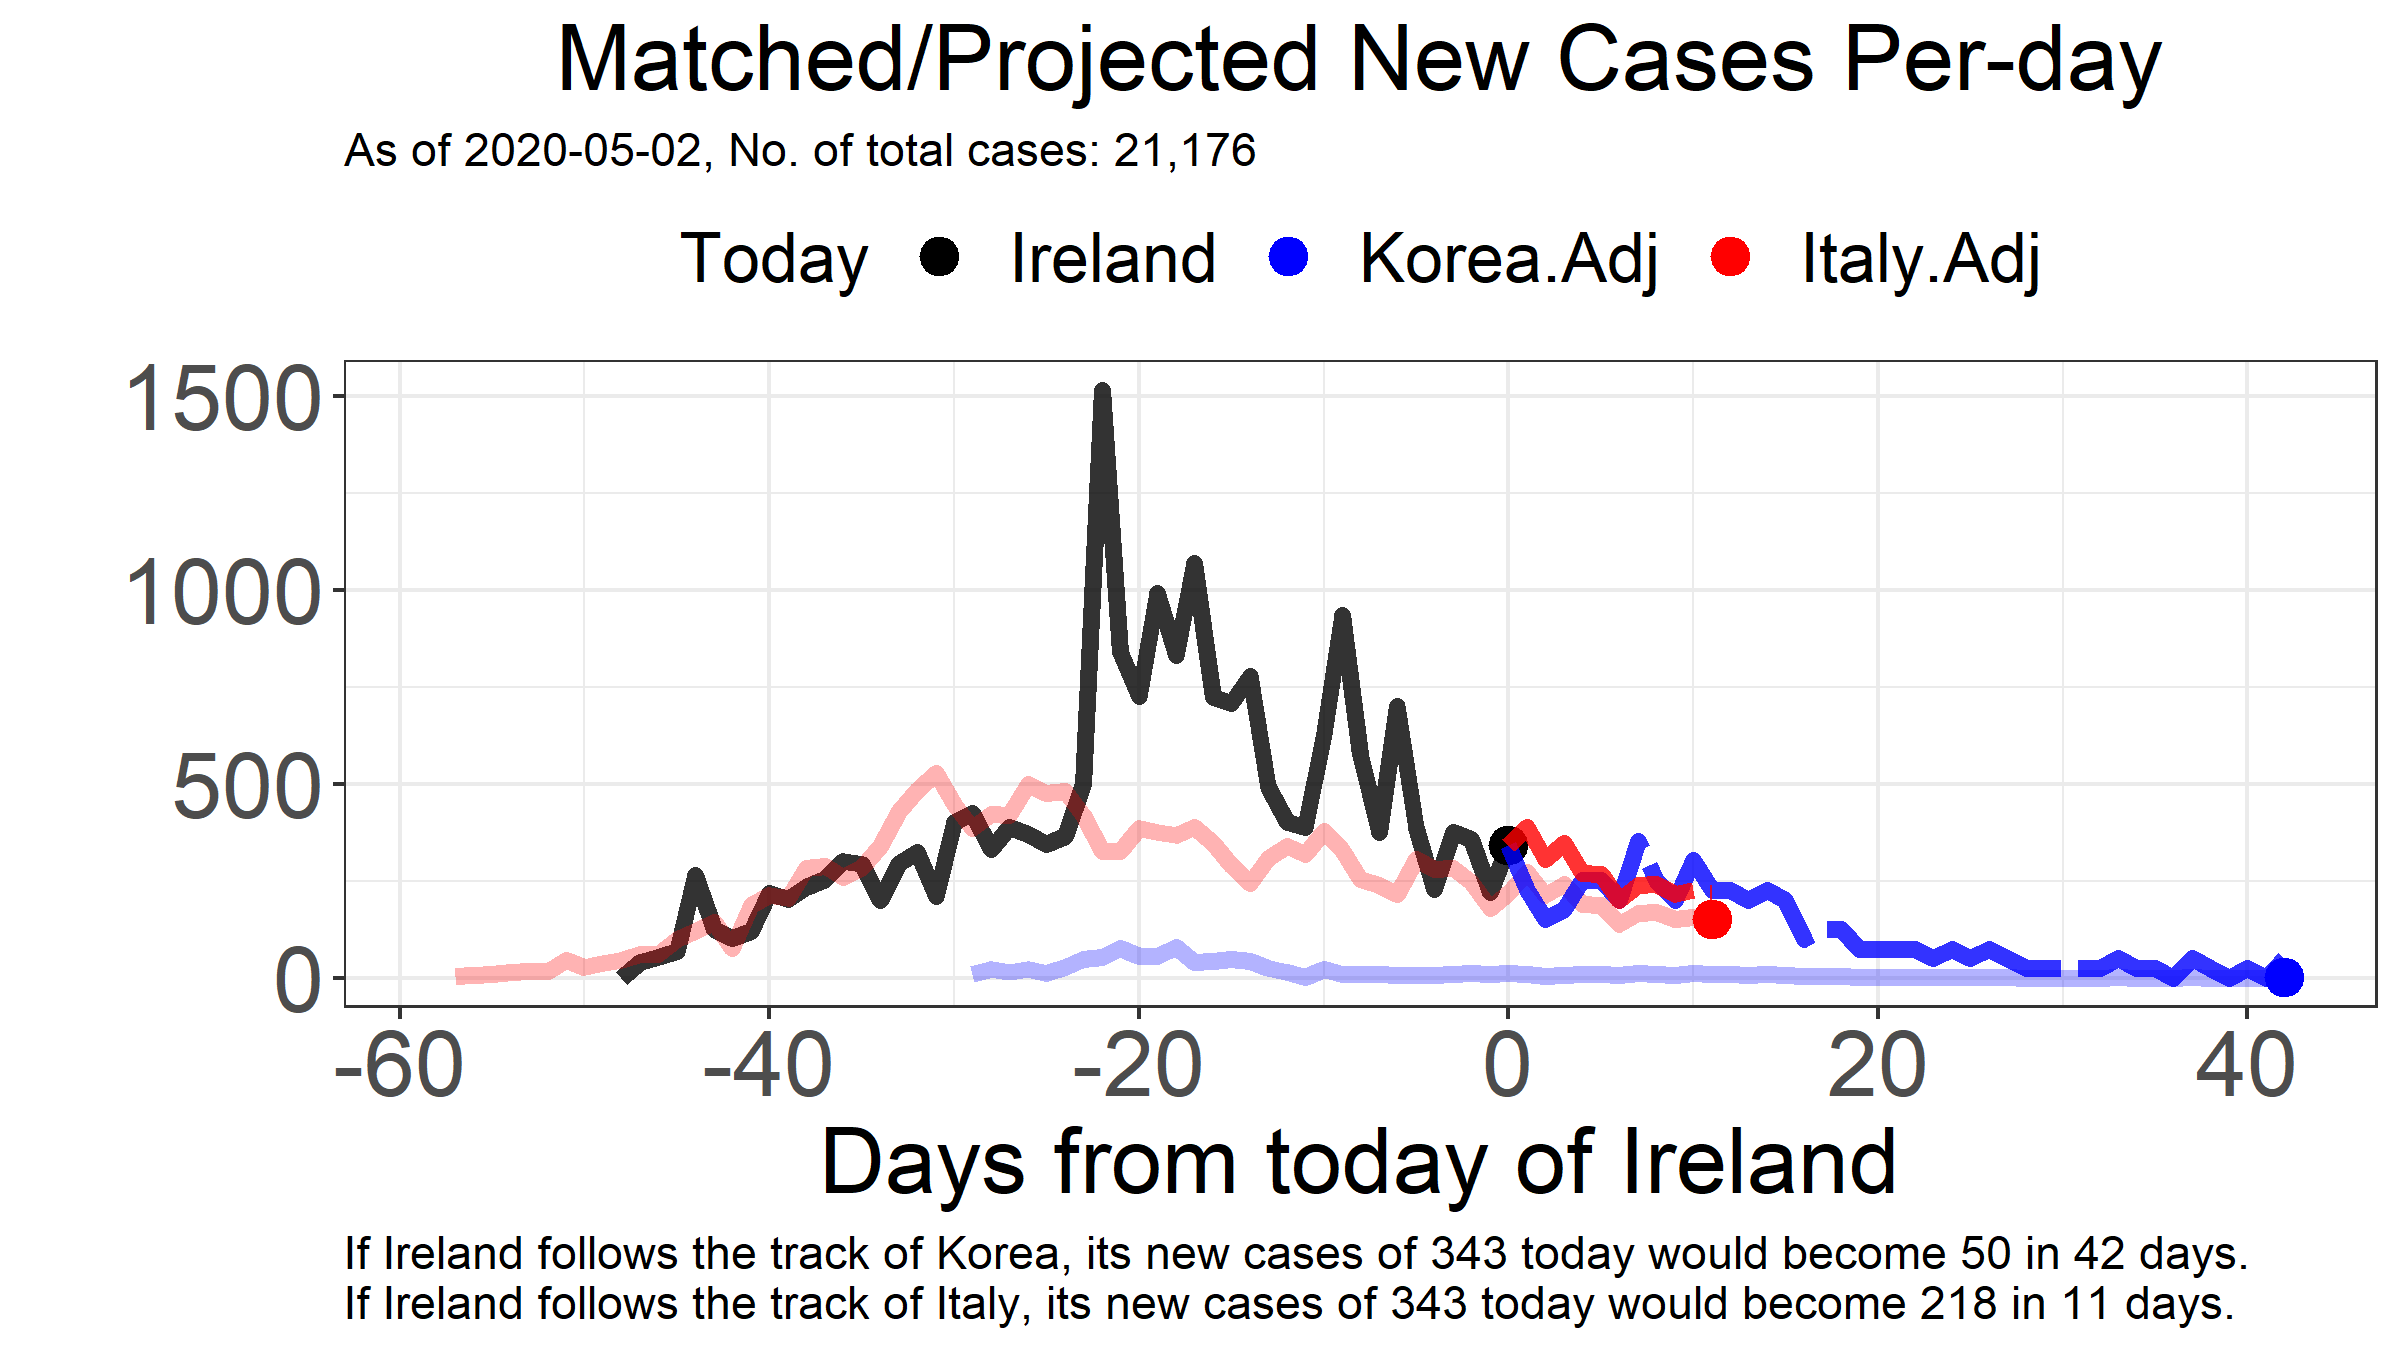 Matched/Projected New Cases Per-day
As of 2020-05-02, No. of total cases: 21,176
Today Ireland Korea.Adj Italy.Adj
1500
1000
500
0
-60 -40 -20 0 20 40
Days from today of Ireland
If Ireland follows the track of Korea, its new cases of 343 today would become 50 in 42 days.
If Ireland follows the track of Italy, its new cases of 343 today would become 218 in 11 days.